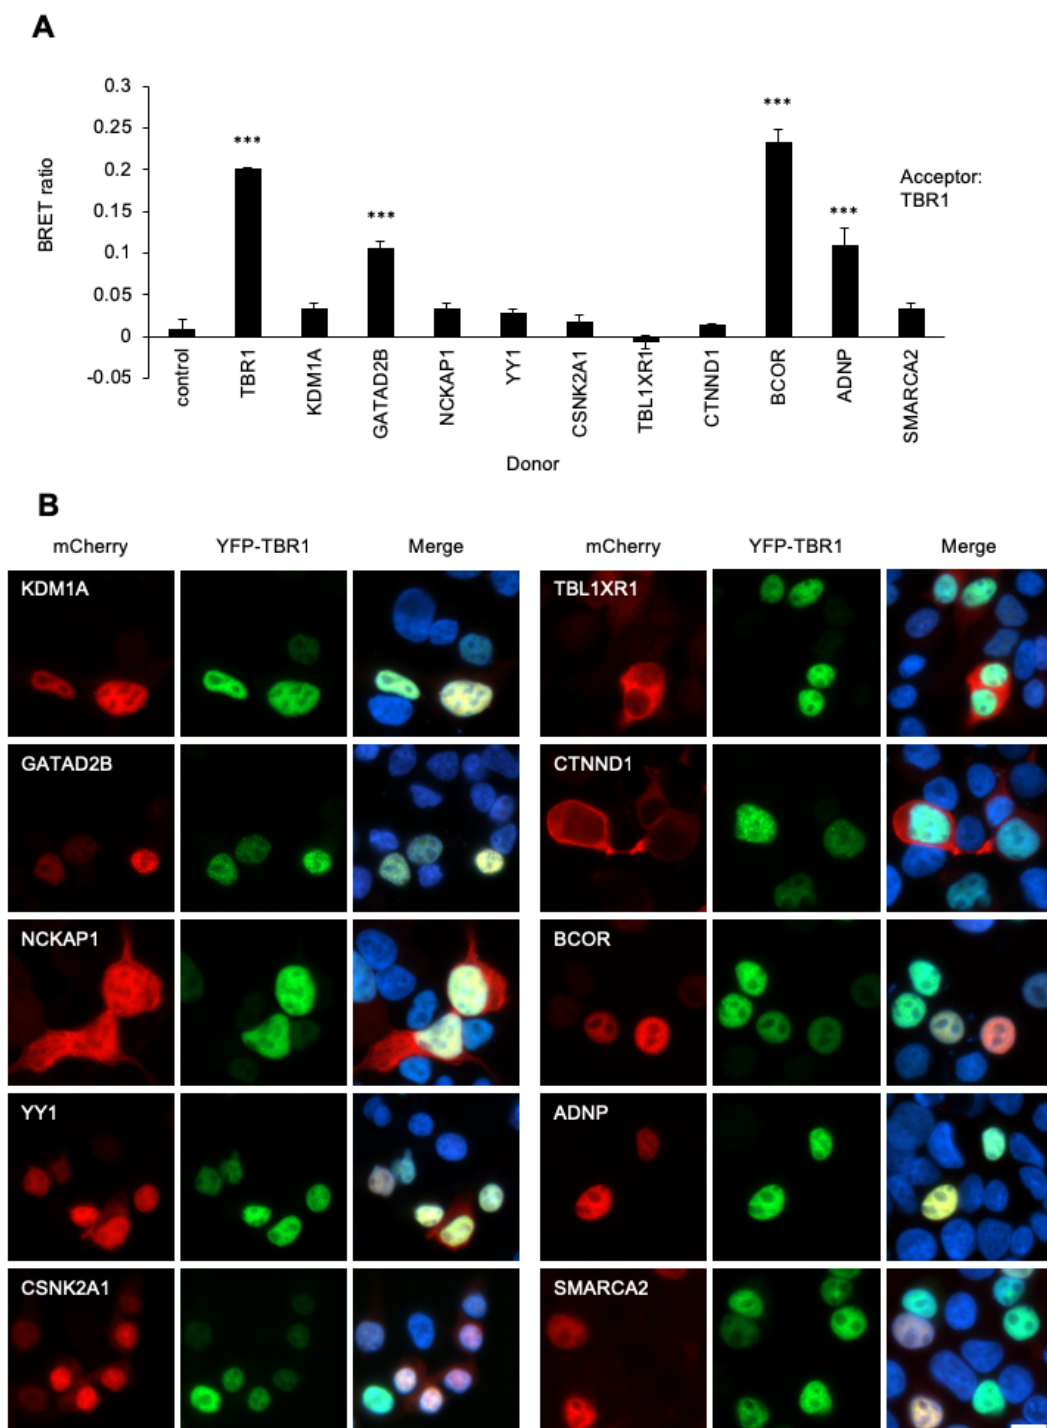 A
0.3
0.25
0.2
0.15
0.1
0.05
0
-0.05
BRET ratio
***
***
***
***
Acceptor:
TBR1
control
TBR1
KDM1A
GATAD2B
NCKAP1
YY1
CSNK2A1
TBL1XR1
CTNND1
BCOR
ADNP
SMARCA2
Donor
B
mCherry YFP-TBR1 Merge mCherry YFP-TBR1 Merge
KDM1A TBL1XR1
GATAD2B CTNND1
NCKAP1 BCOR
YY1 ADNP
CSNK2A1 SMARCA2